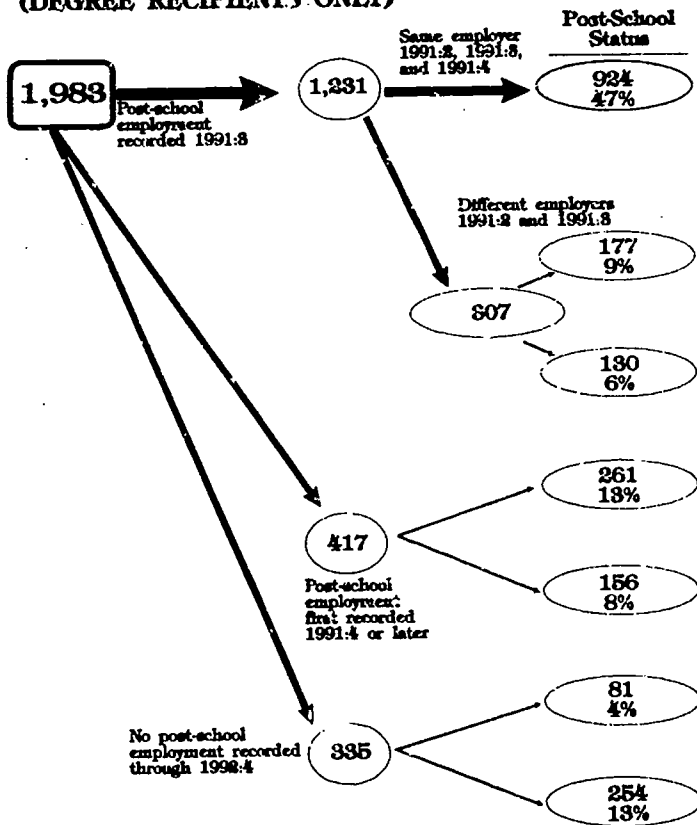 (DEGREE RECIPIENTS ONLY)
Post-School
Status
Same employer
1991:2, 1991:3,
and 1991:4
1,983
Post-school
employment
recorded 1991:3
1,231
924
47%
Different employers
1991:2 and 1991:3
177
9%
307
130
6%
261
13%
417
Post-school
employment
first recorded
1991:4 or later
156
8%
81
4%
No post-school
employment recorded
through 1992:4
335
254
13%